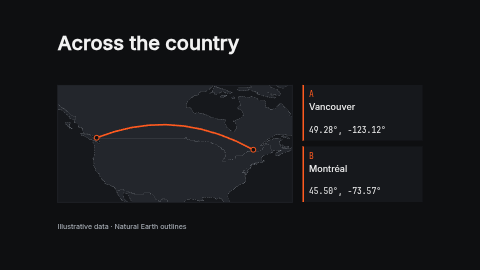 Across the country
A
Vancouver
49.28°, -123.12°
B
Montréal
45.50°, -73.57°
Illustrative data · Natural Earth outlines